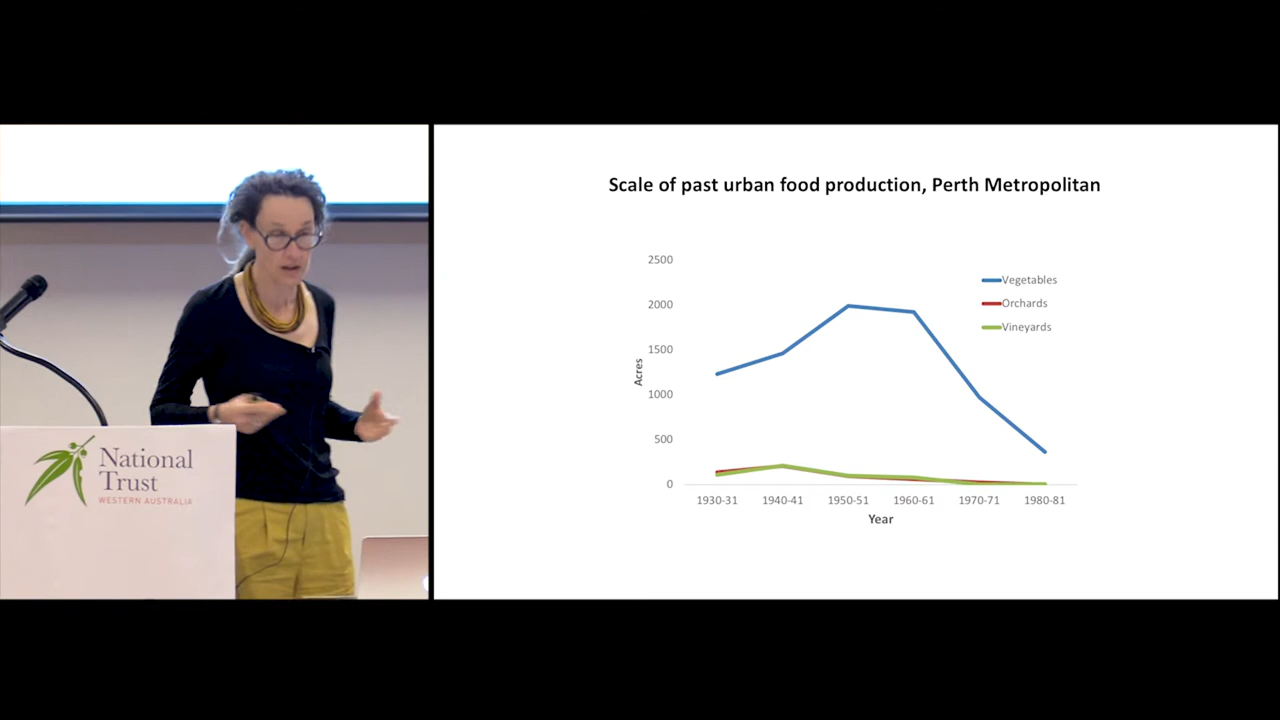 National
Trust
WESTERN AUSTRALIA
Scale of past urban food production, Perth Metropolitan
2500
2000
1500
1000
500
0
Acres
Vegetables
Orchards
Vineyards
1930-31 1940-41 1950-51 1960-61 1970-71 1980-81
Year